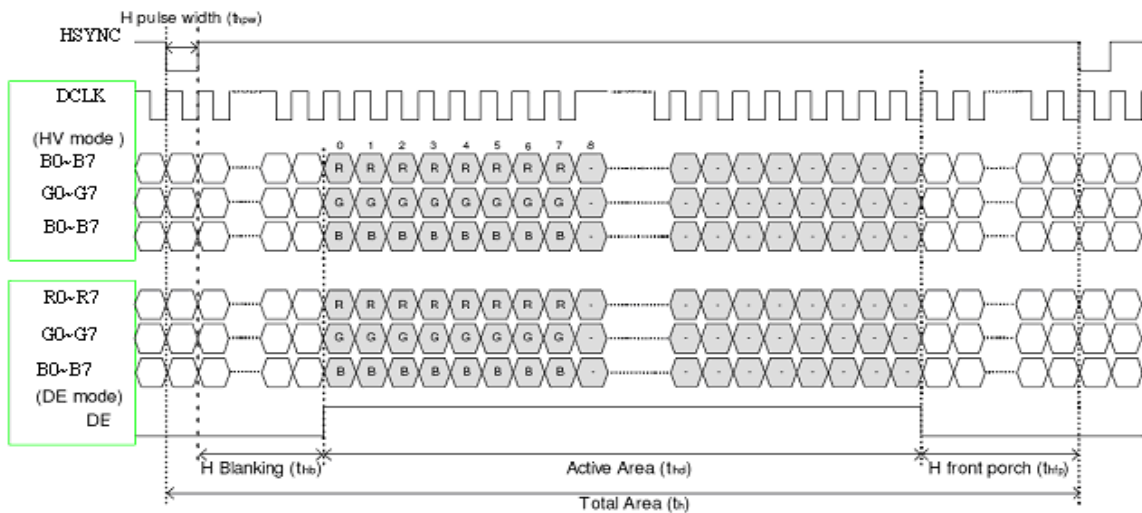 H pulse width (thpw)
HSYNC
DCLK
(HV mode )
0 1 2 3 4 5 6 7 8
B0~B7 R R R R R R R R - - - - - - - - -
G0~G7 G G G G G G G G - - - - - - - - -
B0~B7 B B B B B B B B - - - - - - - - -
R0~R7 R R R R R R R R - - - - - - - - -
G0~G7 G G G G G G G G - - - - - - - - -
B0~B7 B B B B B B B B - - - - - - - - -
(DE mode)
DE
H Blanking (thb) Active Area (thd) H front porch (thfp)
Total Area (th)